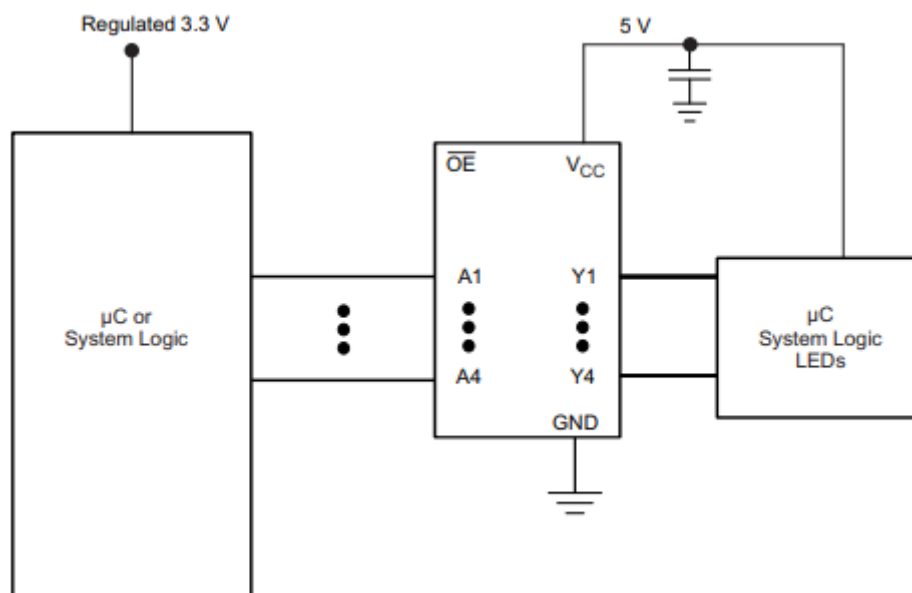 Regulated 3.3 V
5 V
OE
VCC
A1
Y1
µC or
System Logic
µC
System Logic
LEDs
A4
Y4
GND